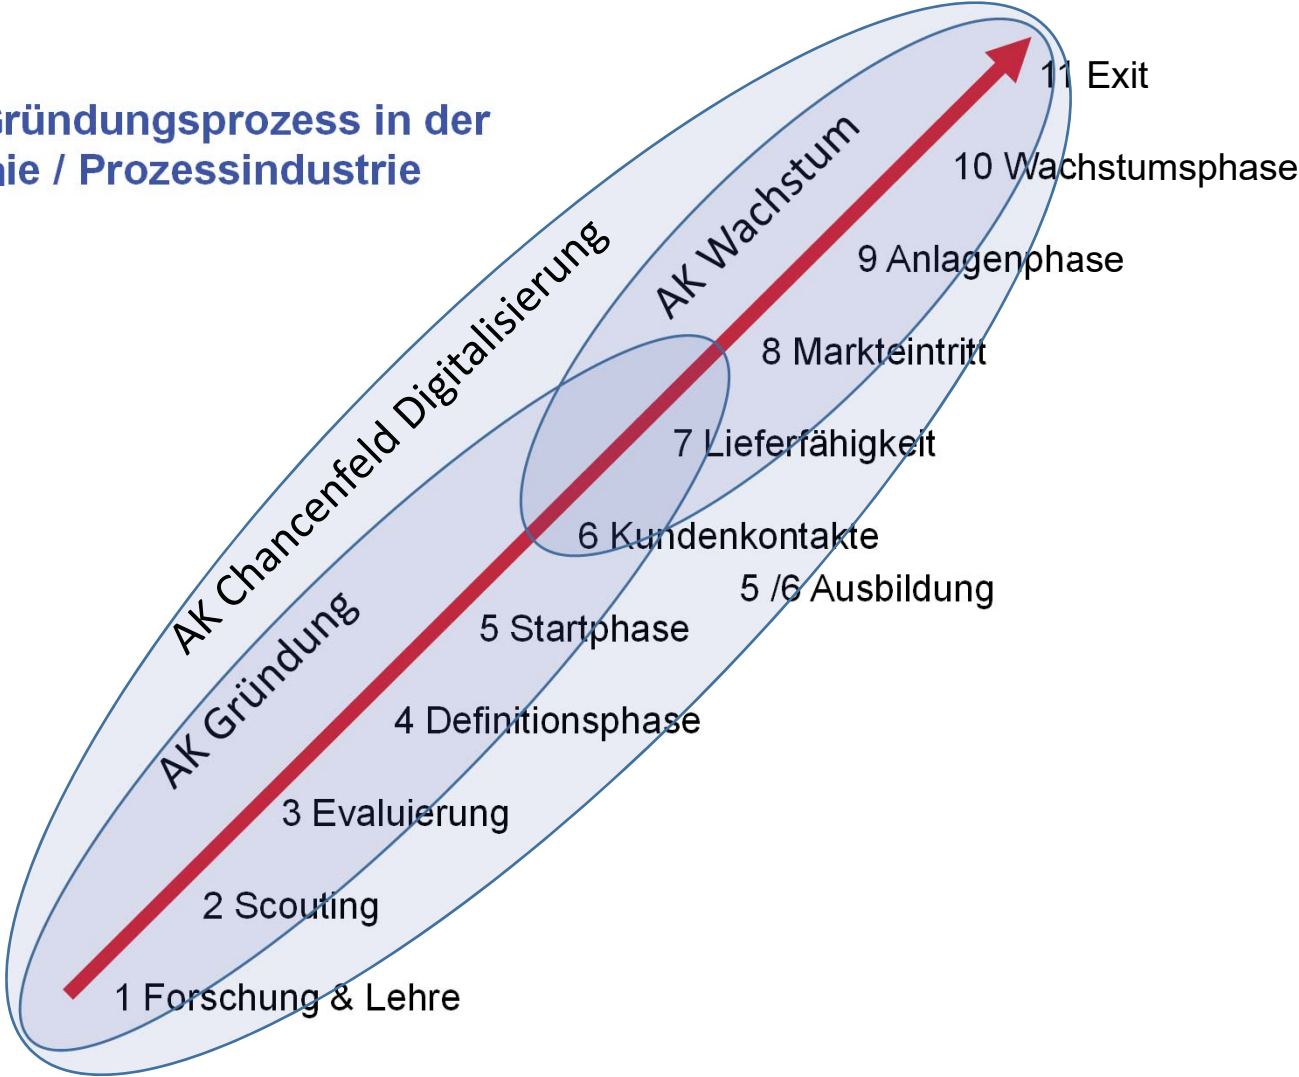 ründungsprozess in der
ie / Prozessindustrie
11 Exit
10 Wachstumsphase
AK Wachstum
9 Anlagenphase
AK Chancenfeld Digitalisierung
8 Markteintritt
7 Lieferfähigkeit
6 Kundenkontakte
5 /6 Ausbildung
5 Startphase
AK Gründung
4 Definitionsphase
3 Evaluierung
2 Scouting
1 Forschung & Lehre